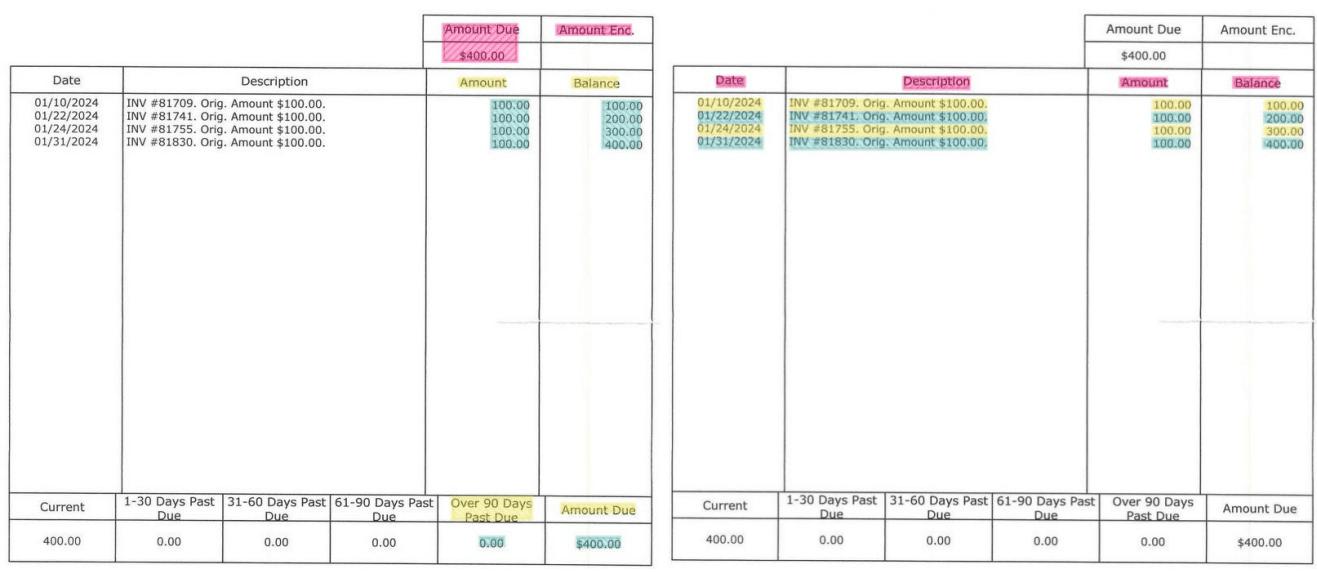 Amount Due Amount Enc.
$400.00
Date Description Amount Balance
01/10/2024 INV #81709. Orig. Amount $100.00. 100.00 100.00
01/22/2024 INV #81741. Orig. Amount $100.00. 100.00 200.00
01/24/2024 INV #81755. Orig. Amount $100.00. 100.00 300.00
01/31/2024 INV #81830. Orig. Amount $100.00. 100.00 400.00
Current 1-30 Days Past Due 31-60 Days Past Due 61-90 Days Past Due Over 90 Days Past Due Amount Due
400.00 0.00 0.00 0.00 0.00 $400.00
Amount Due Amount Enc.
$400.00
Date Description Amount Balance
01/10/2024 INV #81709. Orig. Amount $100.00. 100.00 100.00
01/22/2024 INV #81741. Orig. Amount $100.00. 100.00 200.00
01/24/2024 INV #81755. Orig. Amount $100.00. 100.00 300.00
01/31/2024 INV #81830. Orig. Amount $100.00. 100.00 400.00
Current 1-30 Days Past Due 31-60 Days Past Due 61-90 Days Past Due Over 90 Days Past Due Amount Due
400.00 0.00 0.00 0.00 0.00 $400.00